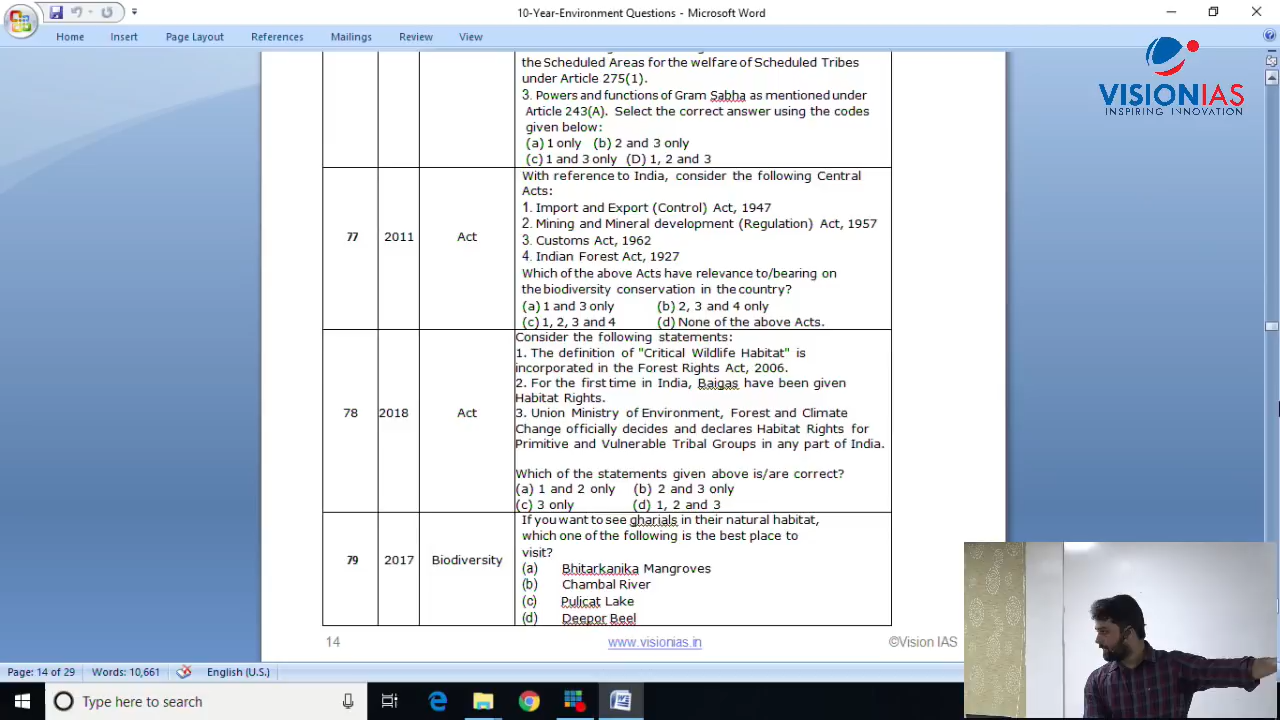 10-Year-Environment Questions - Microsoft Word
Home Insert Page Layout References Mailings Review View
VISIONIAS
INSPIRING INNOVATION
the Scheduled Areas for the welfare of Scheduled Tribes
under Article 275(1).
3. Powers and functions of Gram Sabha as mentioned under
Article 243(A). Select the correct answer using the codes
given below:
(a) 1 only (b) 2 and 3 only
(c) 1 and 3 only (D) 1, 2 and 3
77 2011 Act
With reference to India, consider the following Central
Acts:
1. Import and Export (Control) Act, 1947
2. Mining and Mineral development (Regulation) Act, 1957
3. Customs Act, 1962
4. Indian Forest Act, 1927
Which of the above Acts have relevance to/bearing on
the biodiversity conservation in the country?
(a) 1 and 3 only (b) 2, 3 and 4 only
(c) 1, 2, 3 and 4 (d) None of the above Acts.
78 2018 Act
Consider the following statements:
1. The definition of "Critical Wildlife Habitat" is
incorporated in the Forest Rights Act, 2006.
2. For the first time in India, Baigas have been given
Habitat Rights.
3. Union Ministry of Environment, Forest and Climate
Change officially decides and declares Habitat Rights for
Primitive and Vulnerable Tribal Groups in any part of India.
Which of the statements given above is/are correct?
(a) 1 and 2 only (b) 2 and 3 only
(c) 3 only (d) 1, 2 and 3
79 2017 Biodiversity
If you want to see gharials in their natural habitat,
which one of the following is the best place to
visit?
(a) Bhitarkanika Mangroves
(b) Chambal River
(c) Pulicat Lake
(d) Deepor Beel
14 www.visionias.in ©Vision IAS
Page: 14 of 29 Words: 10,661 English (U.S.)
Type here to search